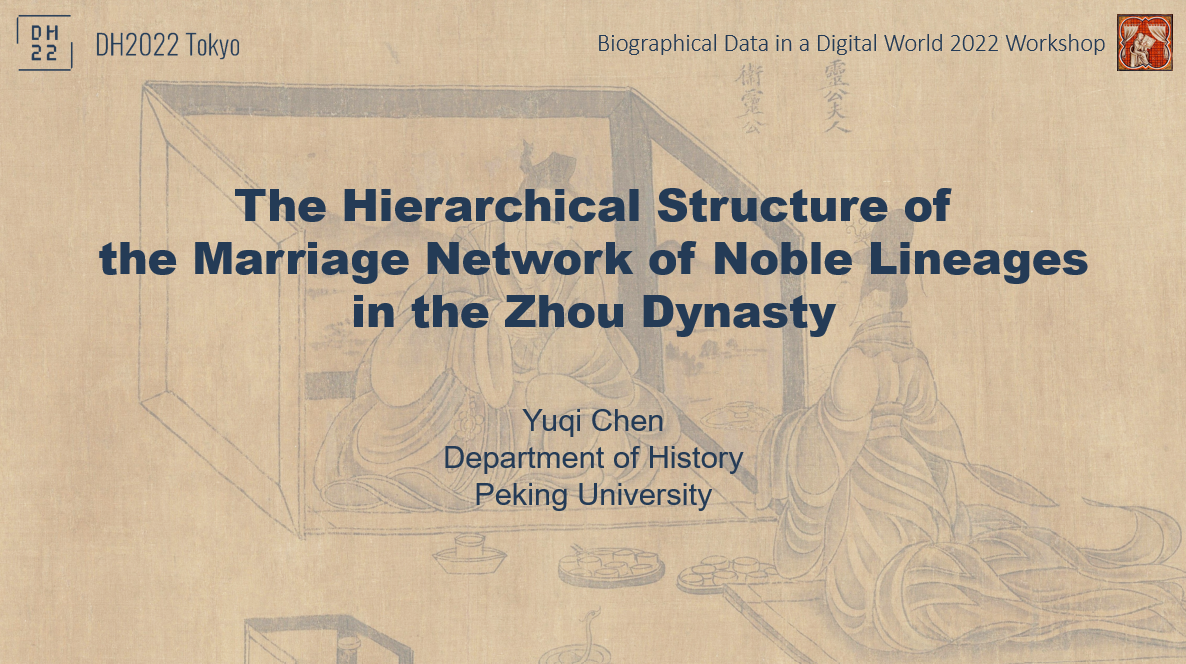 DH
22
DH2022 Tokyo
Biographical Data in a Digital World 2022 Workshop
靈公夫人
衛靈公
The Hierarchical Structure of
the Marriage Network of Noble Lineages
in the Zhou Dynasty
Yuqi Chen
Department of History
Peking University